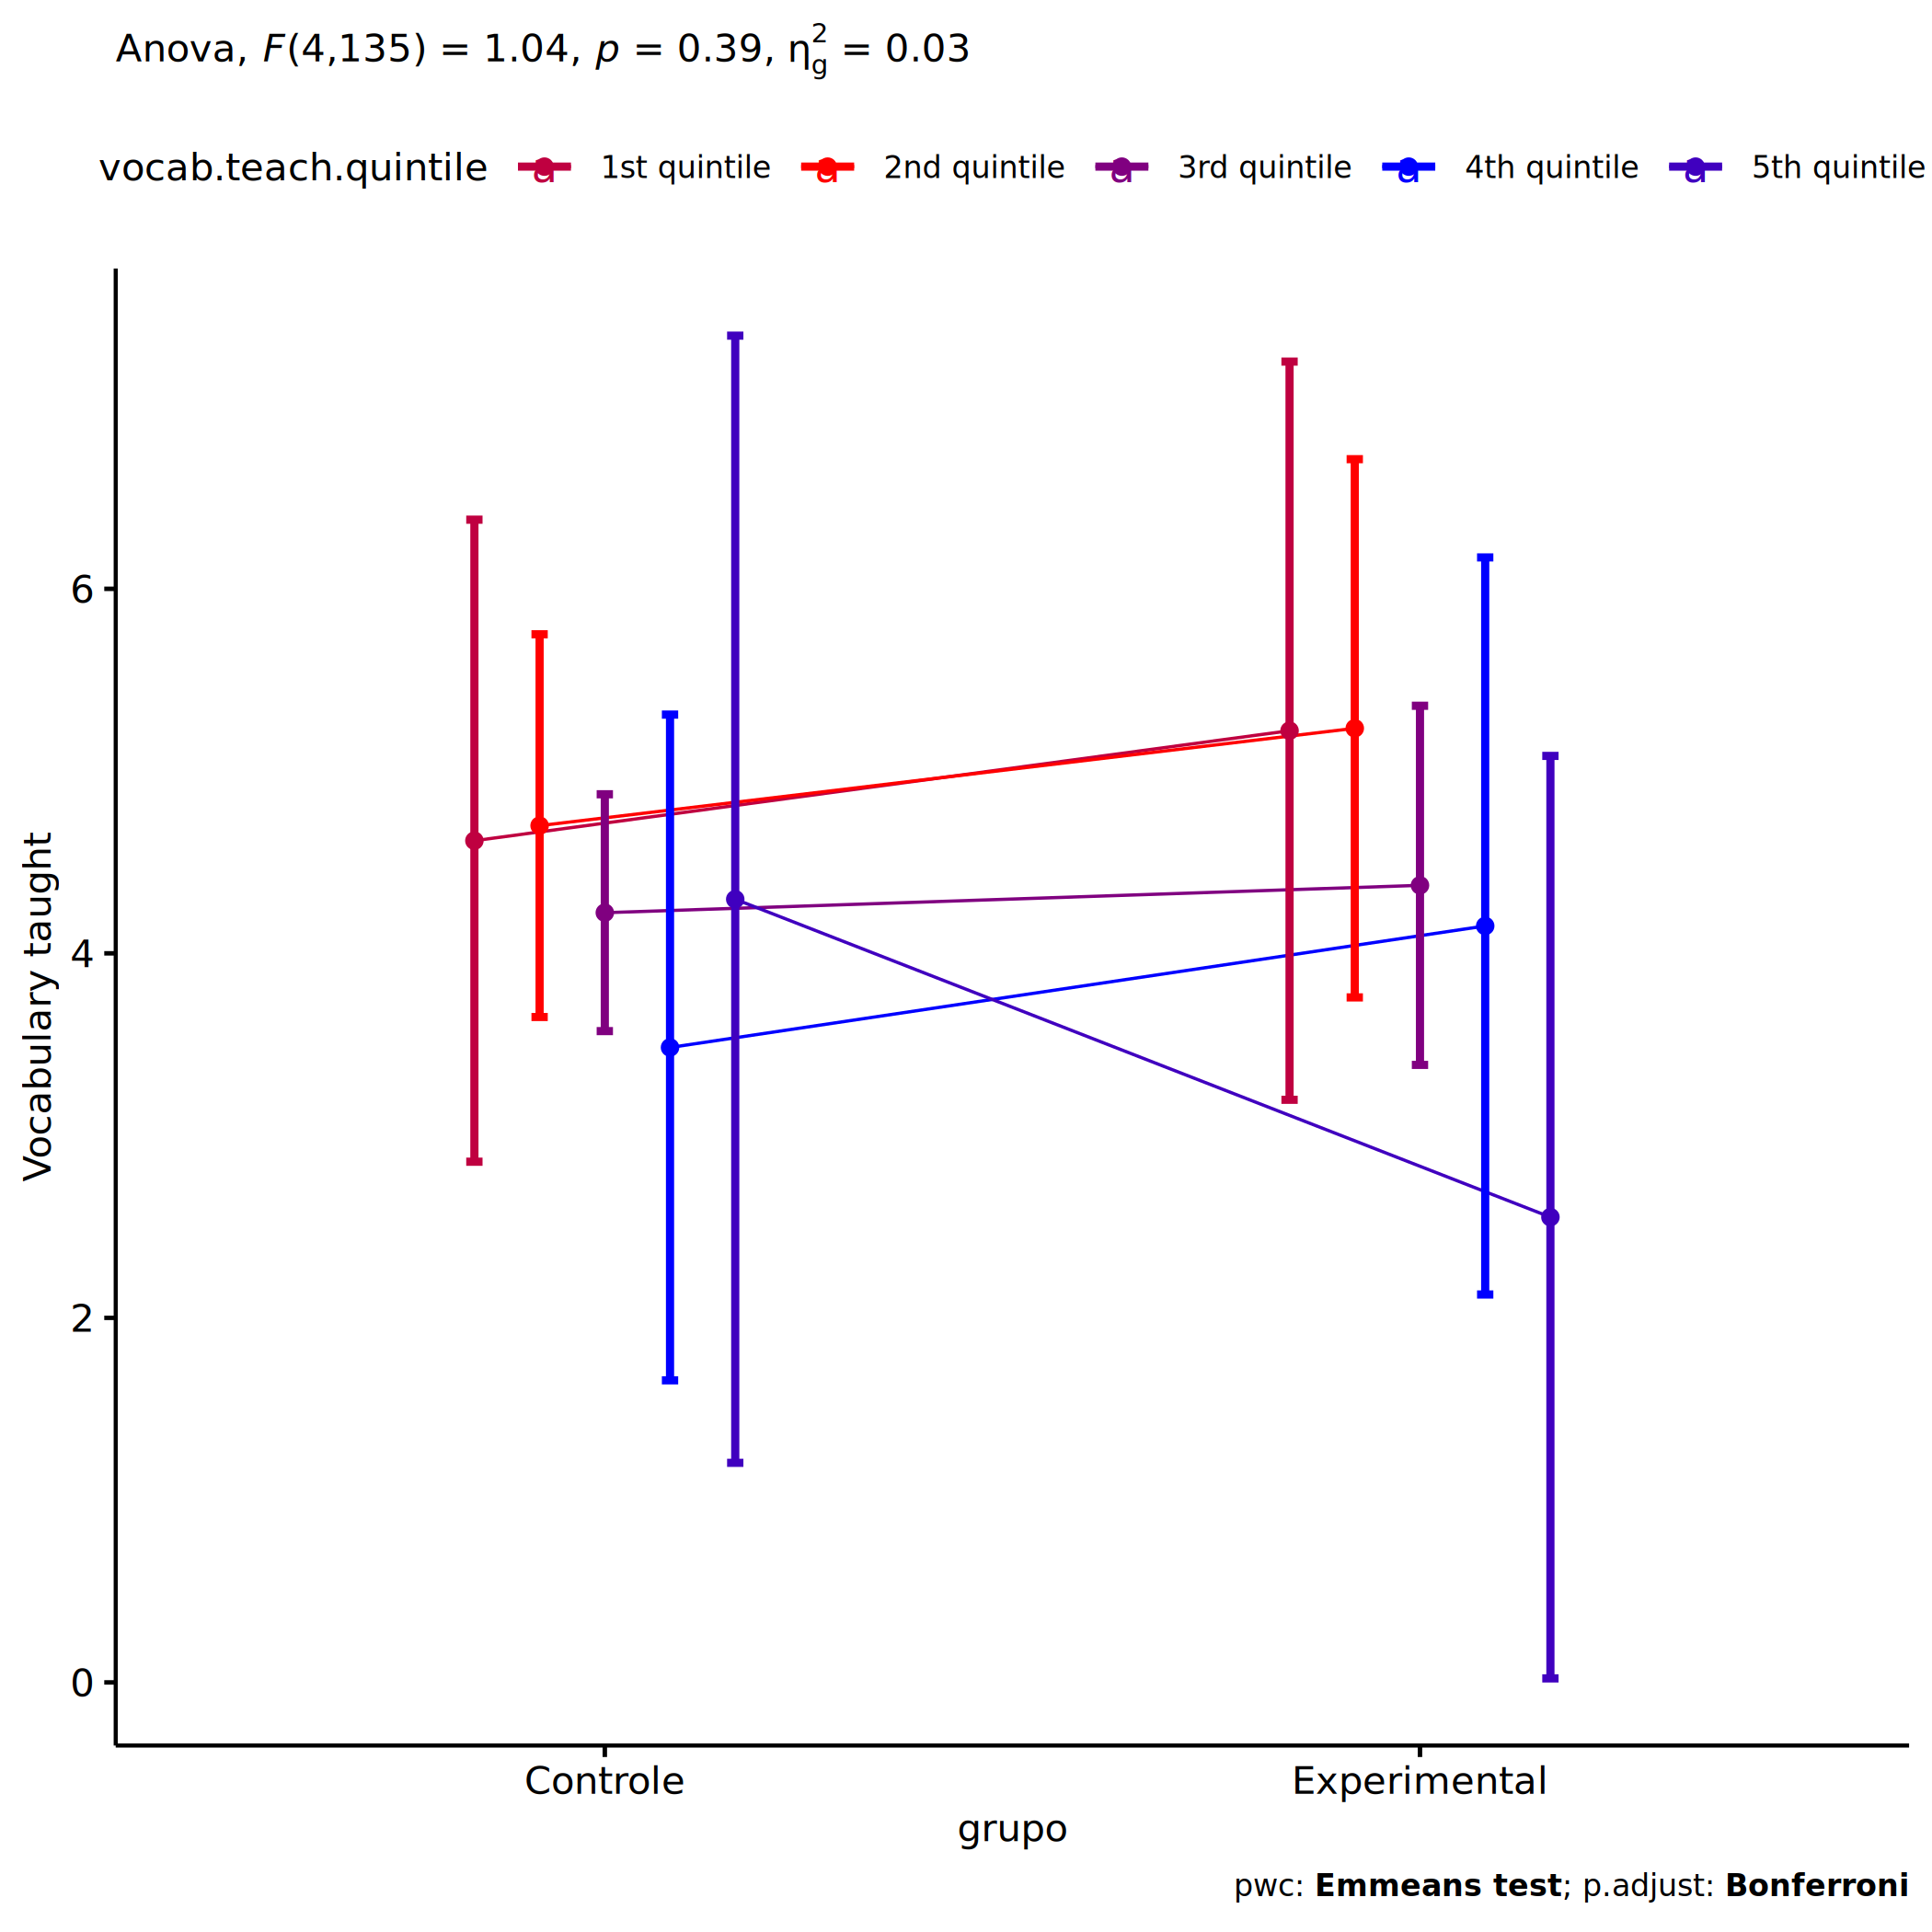 Anova, F(4,135) = 1.04, p = 0.39, η²g = 0.03
vocab.teach.quintile a 1st quintile a 2nd quintile a 3rd quintile a 4th quintile a 5th quintile
Vocabulary taught
6
4
2
0
Controle Experimental
grupo
pwc: Emmeans test; p.adjust: Bonferroni